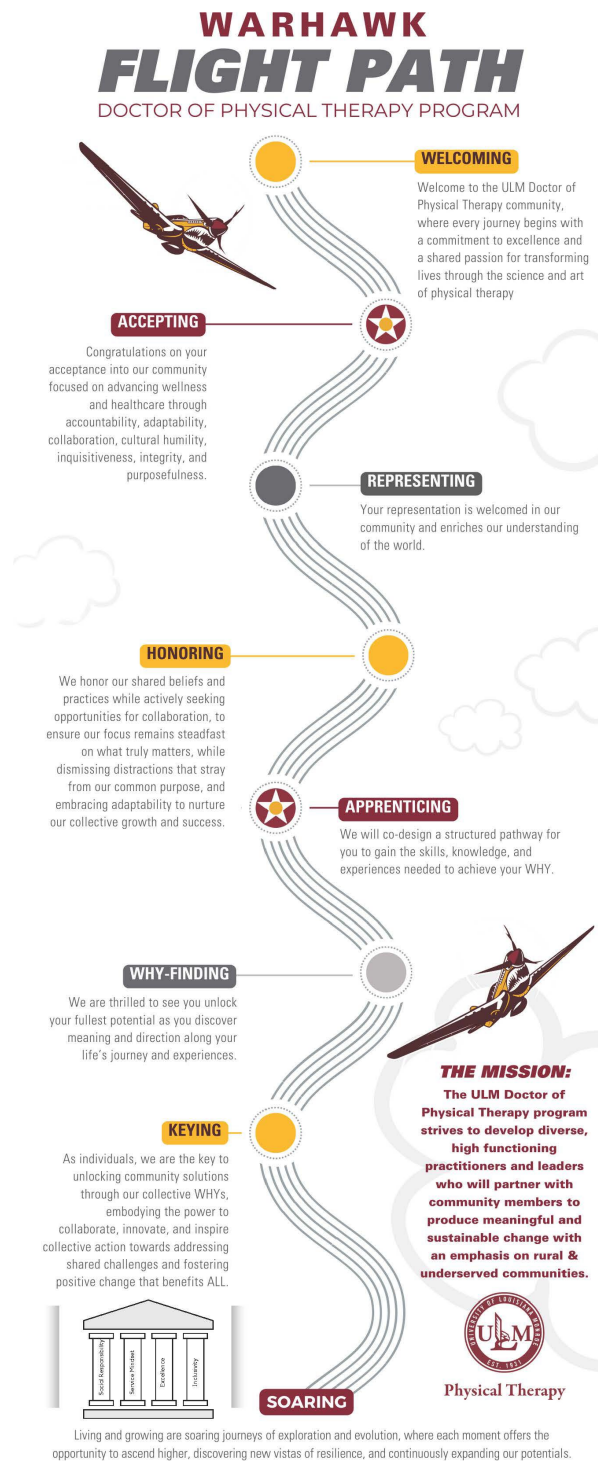 WARHAWK
FLIGHT PATH
DOCTOR OF PHYSICAL THERAPY PROGRAM
WELCOMING
Welcome to the ULM Doctor of
Physical Therapy community,
where every journey begins with
a commitment to excellence and
a shared passion for transforming
lives through the science and art
of physical therapy
ACCEPTING
Congratulations on your
acceptance into our community
focused on advancing wellness
and healthcare through
accountability, adaptability,
collaboration, cultural humility,
inquisitiveness, integrity, and
purposefulness.
REPRESENTING
Your representation is welcomed in our
community and enriches our understanding
of the world.
HONORING
We honor our shared beliefs and
practices while actively seeking
opportunities for collaboration, to
ensure our focus remains steadfast
on what truly matters, while
dismissing distractions that stray
from our common purpose, and
embracing adaptability to nurture
our collective growth and success.
APPRENTICING
We will co-design a structured pathway for
you to gain the skills, knowledge, and
experiences needed to achieve your WHY.
WHY-FINDING
We are thrilled to see you unlock
your fullest potential as you discover
meaning and direction along your
life's journey and experiences.
KEYING
As individuals, we are the key to
unlocking community solutions
through our collective WHYs,
embodying the power to
collaborate, innovate, and inspire
collective action towards addressing
shared challenges and fostering
positive change that benefits ALL.
THE MISSION:
The ULM Doctor of
Physical Therapy program
strives to develop diverse,
high functioning
practitioners and leaders
who will partner with
community members to
produce meaningful and
sustainable change with
an emphasis on rural &
underserved communities.
Social Responsibility
Service Mindset
Excellence
Inclusivity
UNIVERSITY OF LOUISIANA MONROE
ULM
EST. 1931
Physical Therapy
SOARING
Living and growing are soaring journeys of exploration and evolution, where each moment offers the
opportunity to ascend higher, discovering new vistas of resilience, and continuously expanding our potentials.